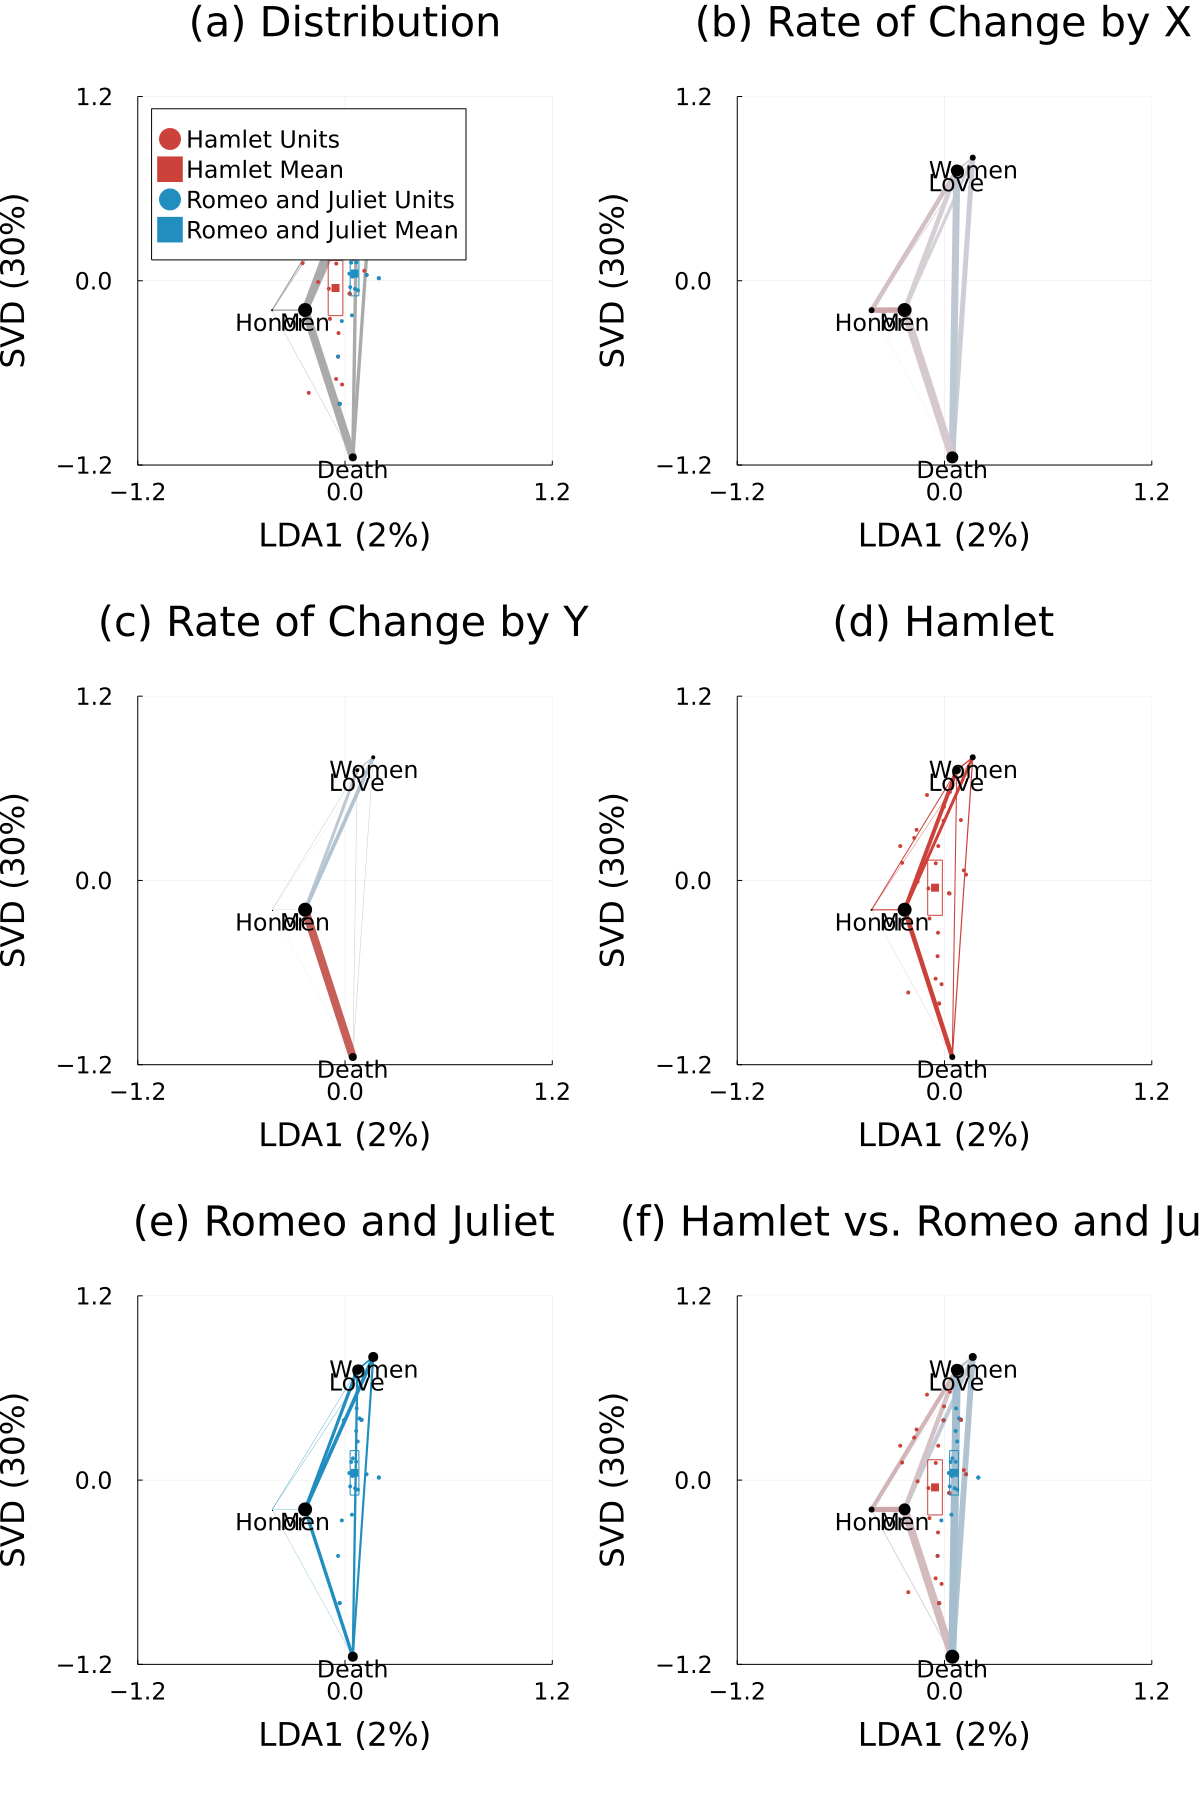 (a) Distribution
(b) Rate of Change by X
1.2
0.0
−1.2
−1.2
0.0
1.2
SVD (30%)
LDA1 (2%)
Hamlet Units
Hamlet Mean
Romeo and Juliet Units
Romeo and Juliet Mean
Honor
Men
Death
1.2
0.0
−1.2
−1.2
0.0
1.2
SVD (30%)
LDA1 (2%)
Women
Love
Honor
Men
Death
(c) Rate of Change by Y
(d) Hamlet
1.2
0.0
−1.2
−1.2
0.0
1.2
SVD (30%)
LDA1 (2%)
Women
Love
Honor
Men
Death
1.2
0.0
−1.2
−1.2
0.0
1.2
SVD (30%)
LDA1 (2%)
Women
Love
Honor
Men
Death
(e) Romeo and Juliet
(f) Hamlet vs. Romeo and Ju
1.2
0.0
−1.2
−1.2
0.0
1.2
SVD (30%)
LDA1 (2%)
Women
Love
Honor
Men
Death
1.2
0.0
−1.2
−1.2
0.0
1.2
SVD (30%)
LDA1 (2%)
Women
Love
Honor
Men
Death